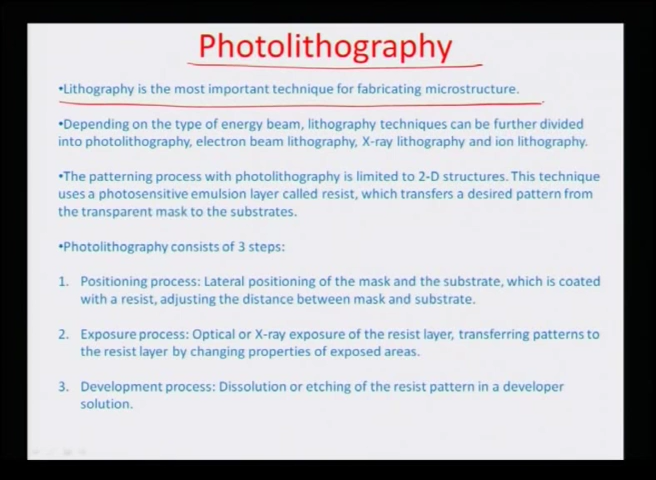 Photolithography
•Lithography is the most important technique for fabricating microstructure.
•Depending on the type of energy beam, lithography techniques can be further divided
into photolithography, electron beam lithography, X-ray lithography and ion lithography.
•The patterning process with photolithography is limited to 2-D structures. This technique
uses a photosensitive emulsion layer called resist, which transfers a desired pattern from
the transparent mask to the substrates.
•Photolithography consists of 3 steps:
1. Positioning process: Lateral positioning of the mask and the substrate, which is coated
with a resist, adjusting the distance between mask and substrate.
2. Exposure process: Optical or X-ray exposure of the resist layer, transferring patterns to
the resist layer by changing properties of exposed areas.
3. Development process: Dissolution or etching of the resist pattern in a developer
solution.